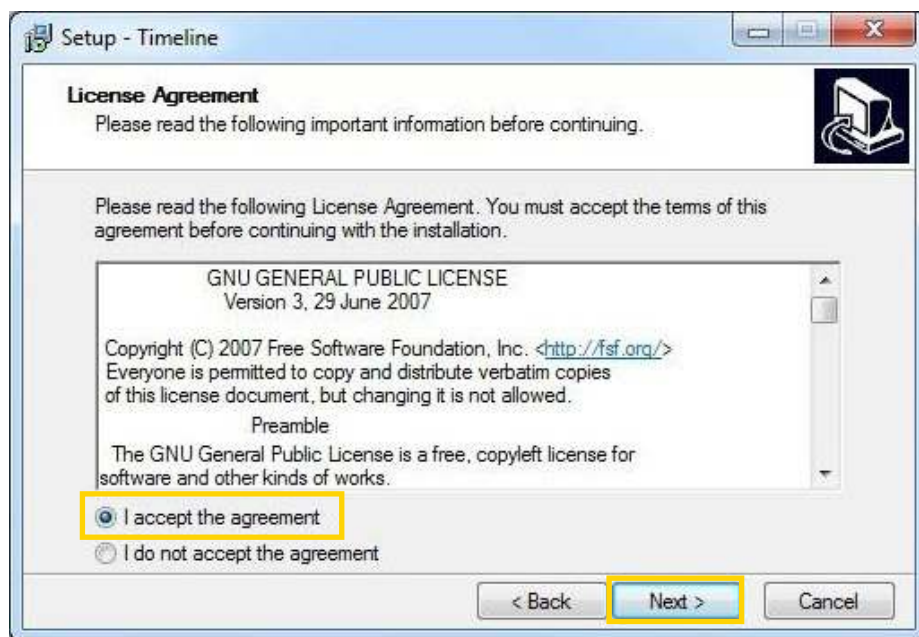 Setup - Timeline
License Agreement
Please read the following important information before continuing.
Please read the following License Agreement. You must accept the terms of this
agreement before continuing with the installation.
GNU GENERAL PUBLIC LICENSE
Version 3, 29 June 2007
Copyright (C) 2007 Free Software Foundation, Inc. <http://fsf.org/>
Everyone is permitted to copy and distribute verbatim copies
of this license document, but changing it is not allowed.
Preamble
The GNU General Public License is a free, copyleft license for
software and other kinds of works.
I accept the agreement
I do not accept the agreement
< Back Next > Cancel